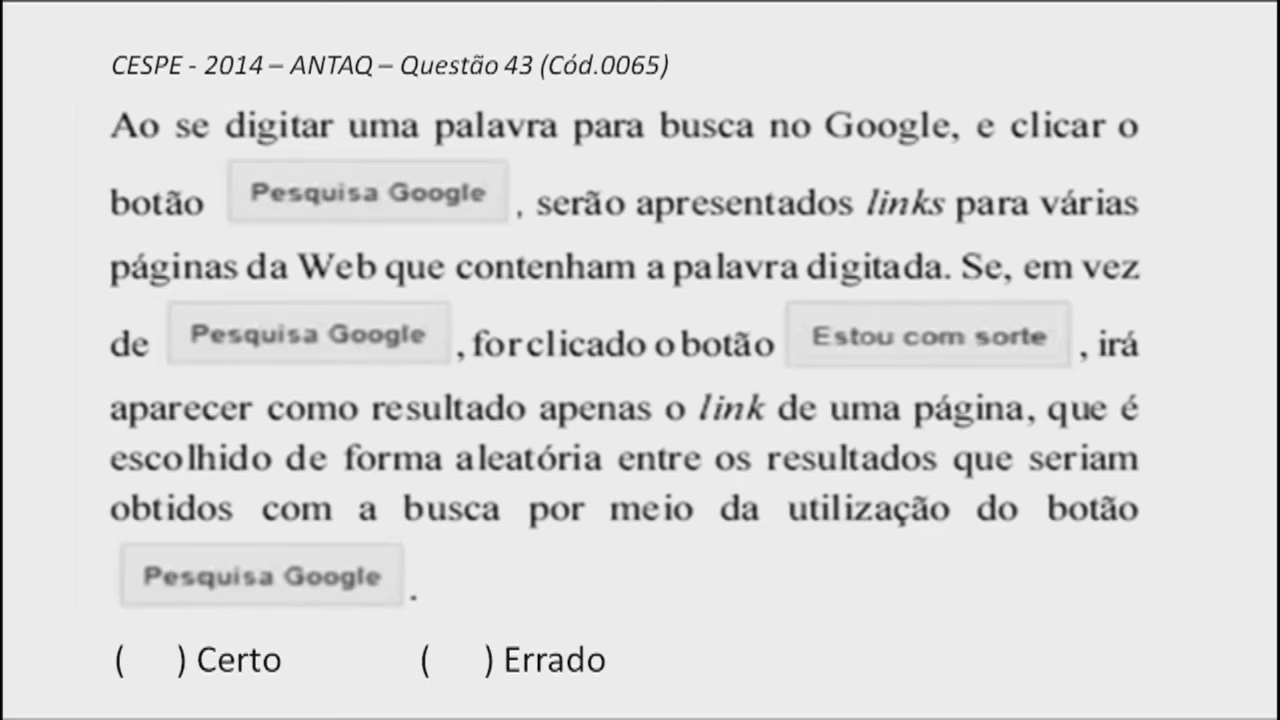 CESPE - 2014 – ANTAQ – Questão 43 (Cód.0065)
Ao se digitar uma palavra para busca no Google, e clicar o
botão Pesquisa Google , serão apresentados links para várias
páginas da Web que contenham a palavra digitada. Se, em vez
de Pesquisa Google , for clicado o botão Estou com sorte , irá
aparecer como resultado apenas o link de uma página, que é
escolhido de forma aleatória entre os resultados que seriam
obtidos com a busca por meio da utilização do botão
Pesquisa Google .
( ) Certo ( ) Errado